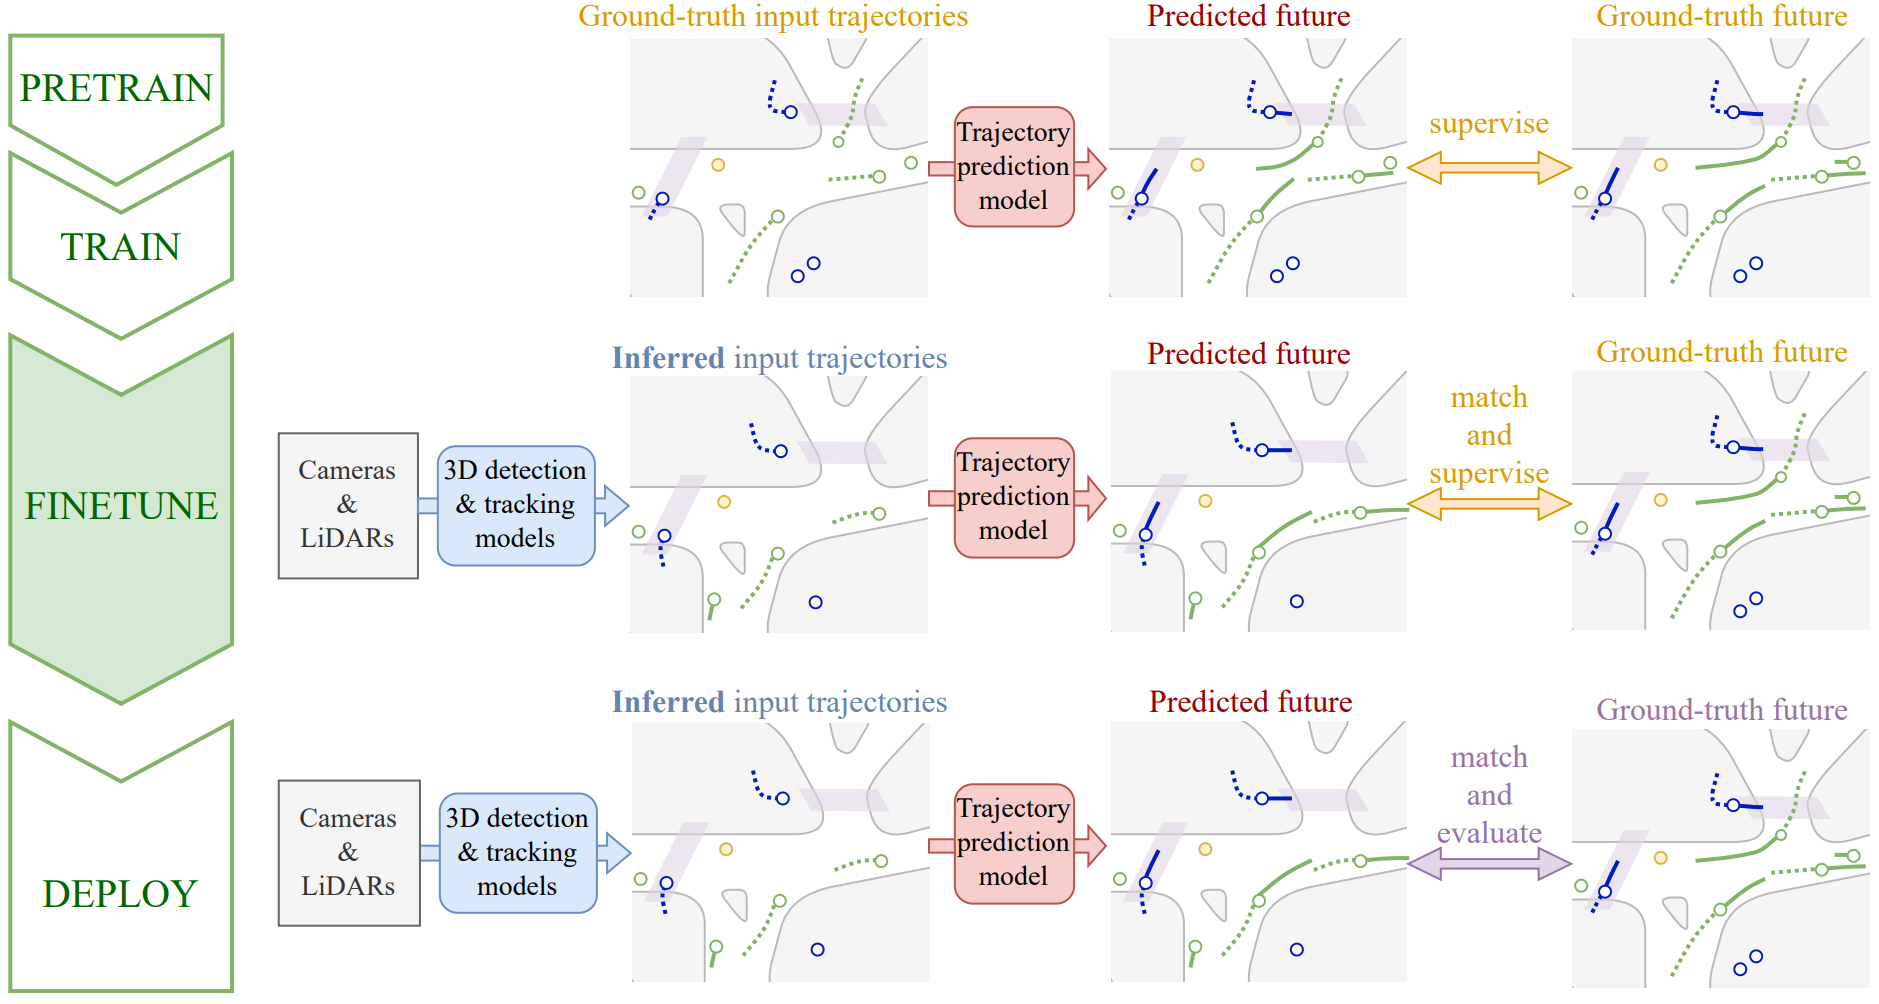 PRETRAIN
TRAIN
Ground-truth input trajectories
Trajectory
prediction
model
Predicted future
supervise
Ground-truth future
FINETUNE
Cameras
&
LiDARs
3D detection
& tracking
models
Inferred input trajectories
Trajectory
prediction
model
Predicted future
match
and
supervise
Ground-truth future
DEPLOY
Cameras
&
LiDARs
3D detection
& tracking
models
Inferred input trajectories
Trajectory
prediction
model
Predicted future
match
and
evaluate
Ground-truth future